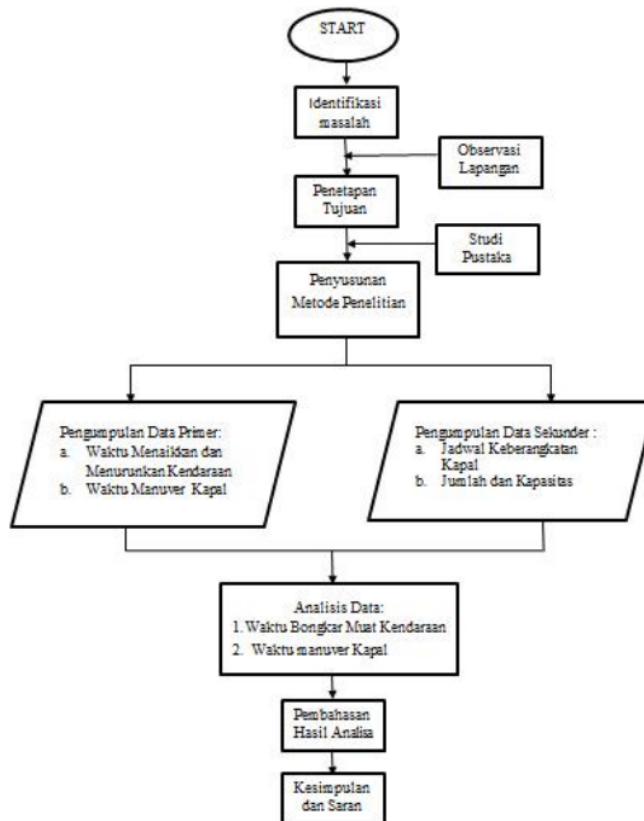 START
Identifikasi
masalah
Observasi
Lapangan
Penetapan
Tujuan
Studi
Pustaka
Penyusunan
Metode Penelitian
Pengumpulan Data Primer:
a. Waktu Menaikkan dan
Menurunkan Kendaraan
b. Waktu Manuver Kapal
Pengumpulan Data Sekunder :
a. Jadwal Keberangkatan
Kapal
b. Jumlah dan Kapasitas
Analisis Data:
1. Waktu Bongkar Muat Kendaraan
2. Waktu manuver Kapal
Pembahasan
Hasil Analisa
Kesimpulan
dan Saran